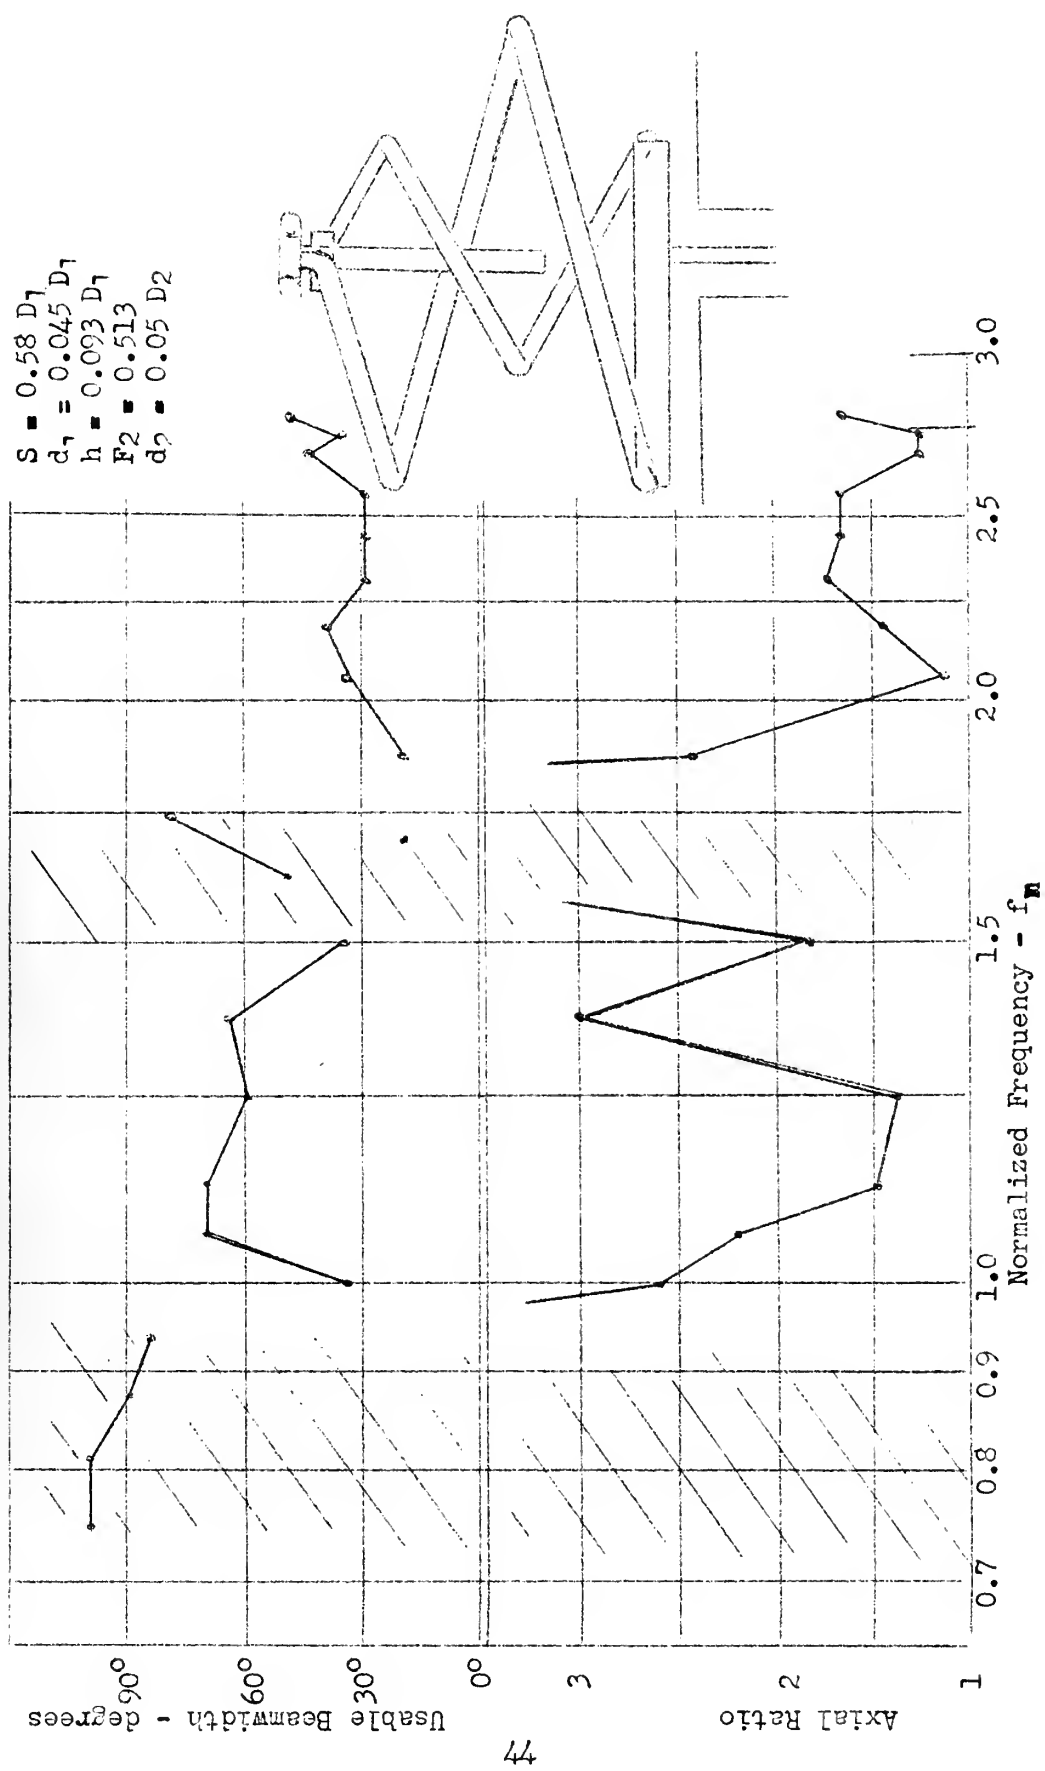 S = 0.58 D1
d1 = 0.045 D1
h = 0.093 D1
F2 = 0.513
d2 = 0.05 D2
Usable Beamwidth - degrees
90°
60°
30°
0°
Axial Ratio
3
2
1
0.7
0.8
0.9
1.0
1.5
2.0
2.5
3.0
Normalized Frequency - fm
77